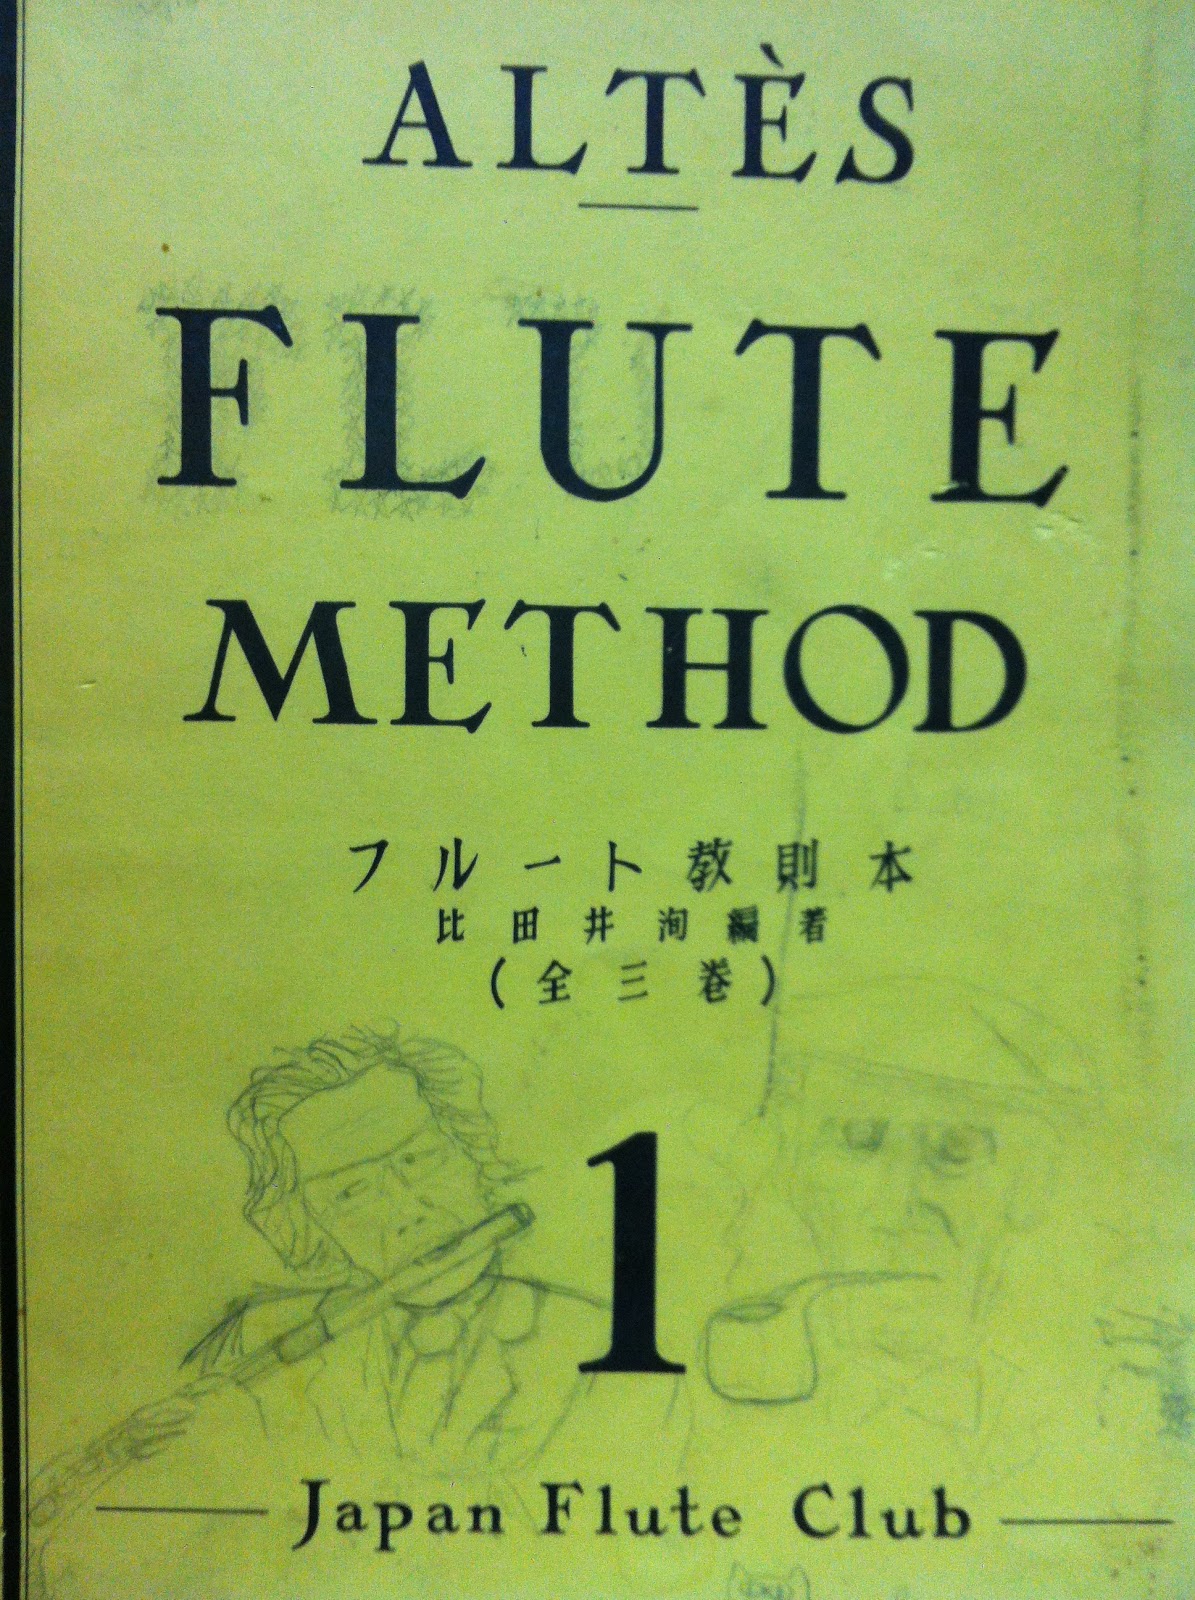 ALTÈS
FLUTE
METHOD
フルート教則本
比田井洵編著
(全三巻)
1
Japan Flute Club